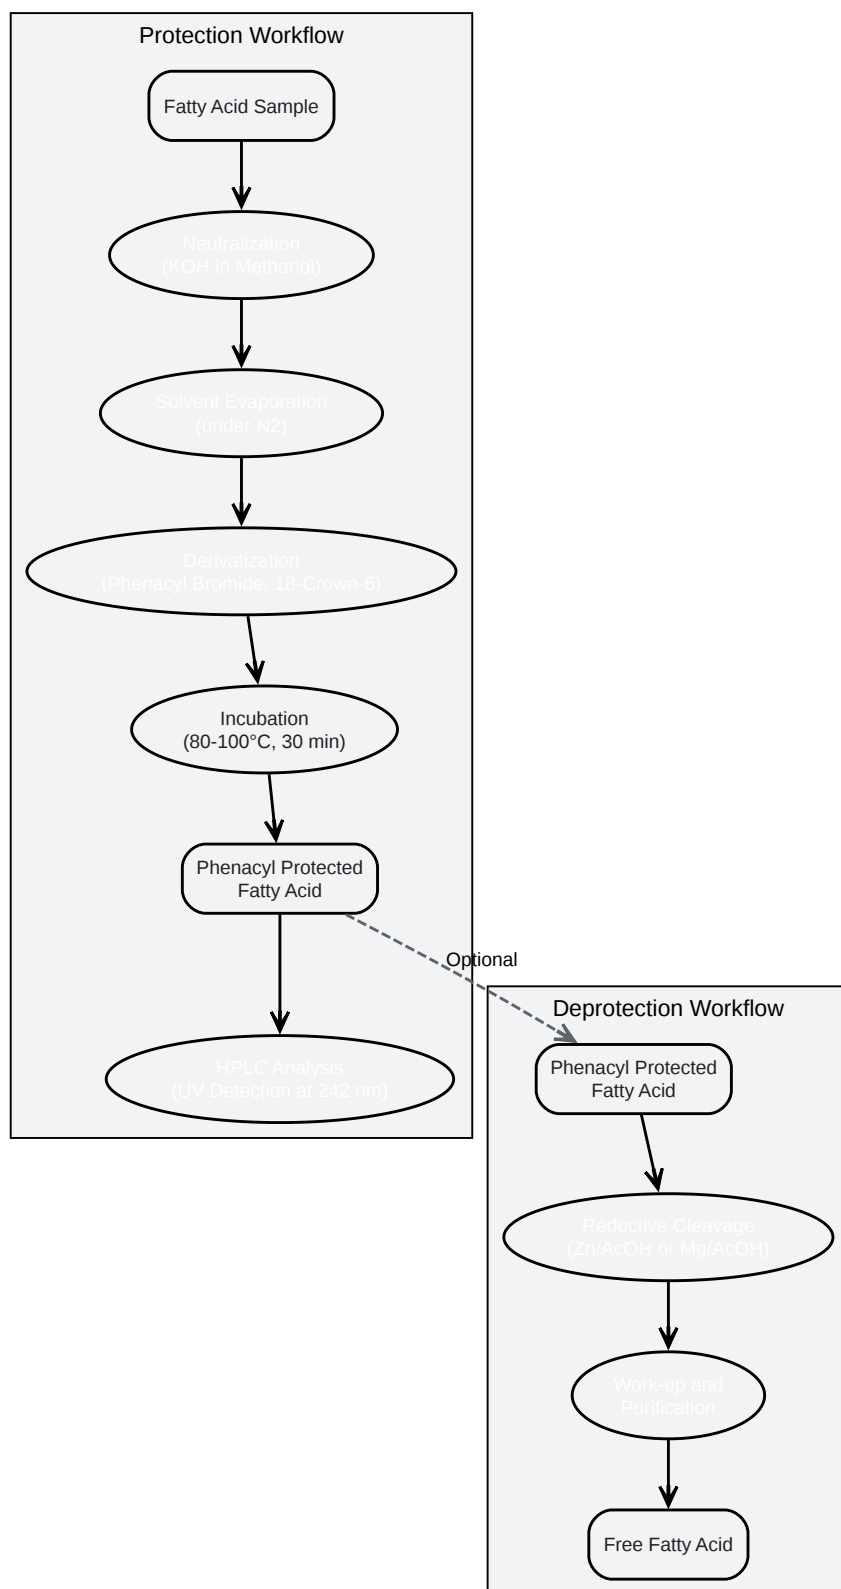 Protection Workflow
Fatty Acid Sample
Neutralization
(KOH in Methanol)
Solvent Evaporation
(under N2)
Derivatization
(Phenacyl Bromide, 18-Crown-6)
Incubation
(80-100°C, 30 min)
Phenacyl Protected
Fatty Acid
Optional
HPLC Analysis
(UV Detection at 242 nm)
Deprotection Workflow
Phenacyl Protected
Fatty Acid
Reductive Cleavage
(Zn/AcOH or Mg/AcOH)
Work-up and
Purification
Free Fatty Acid